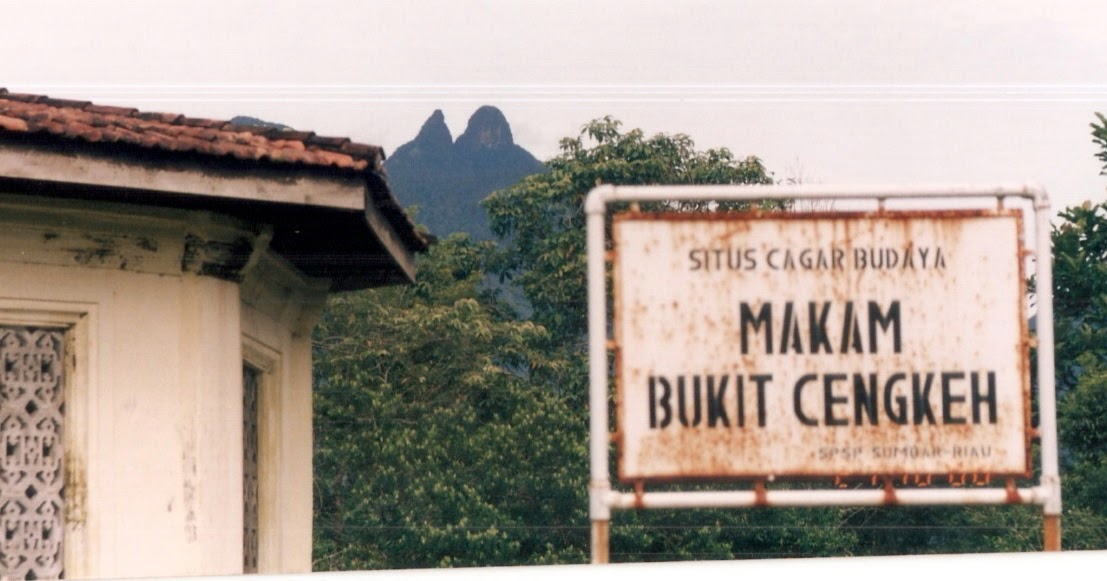 SITUS CAGAR BUDAYA
MAKAM
BUKIT CENGKEH
SPSP SUMBAR-RIAU